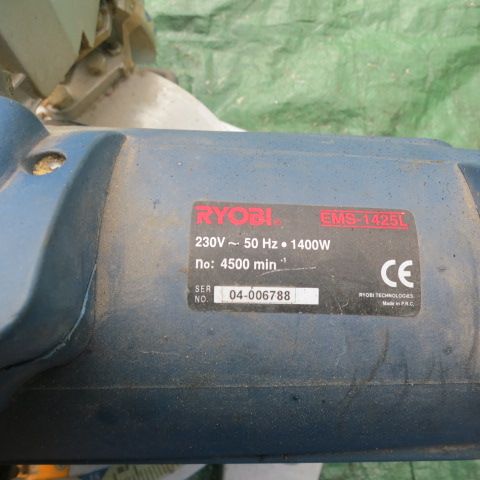 RYOBI®
EMS-1425L
230V ~ 50 Hz • 1400W
no: 4500 min⁻¹
SER NO. 04-006788
CE
RYOBI TECHNOLOGIES
Made in P.R.C.